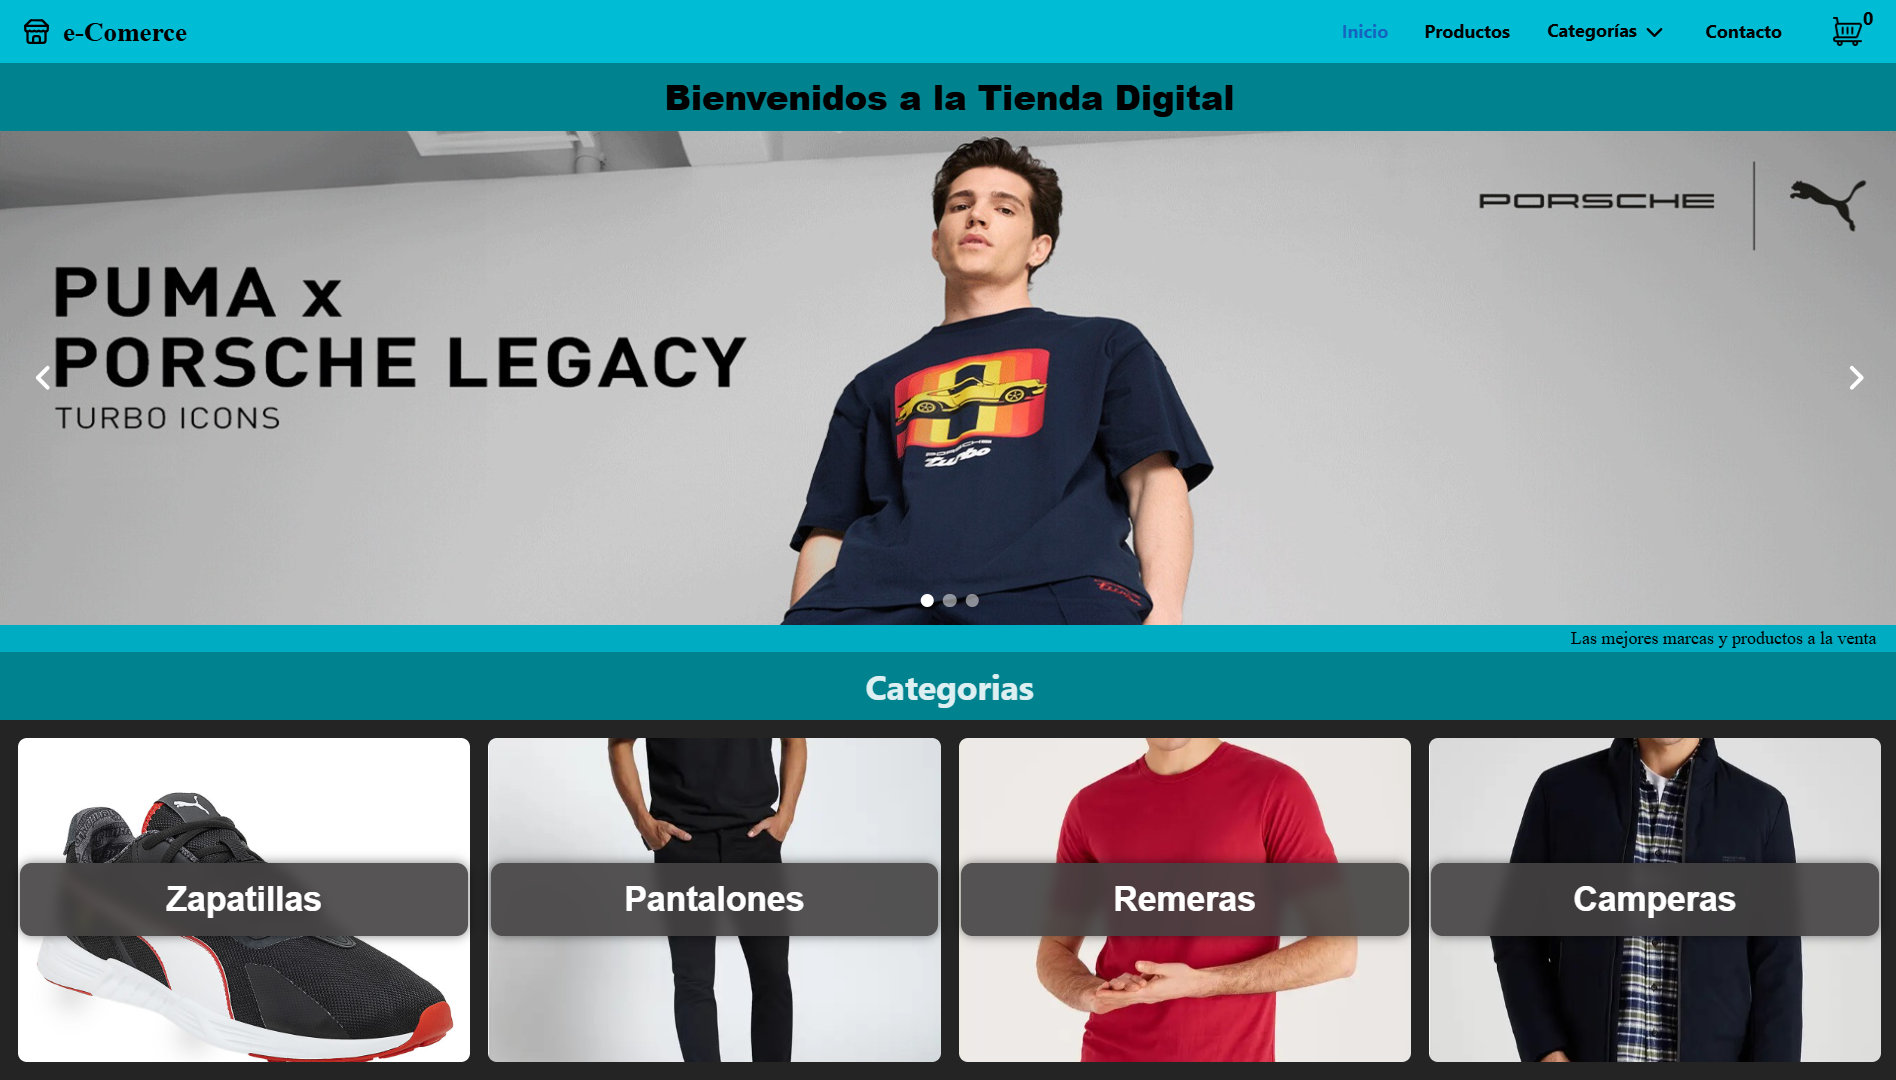 e-Comerce
Inicio
Productos
Categorías
Contacto
0
Bienvenidos a la Tienda Digital
PORSCHE
PUMA x
PORSCHE LEGACY
TURBO ICONS
PORSCHE
turbo
Las mejores marcas y productos a la venta
Categorias
Zapatillas
Pantalones
Remeras
Camperas